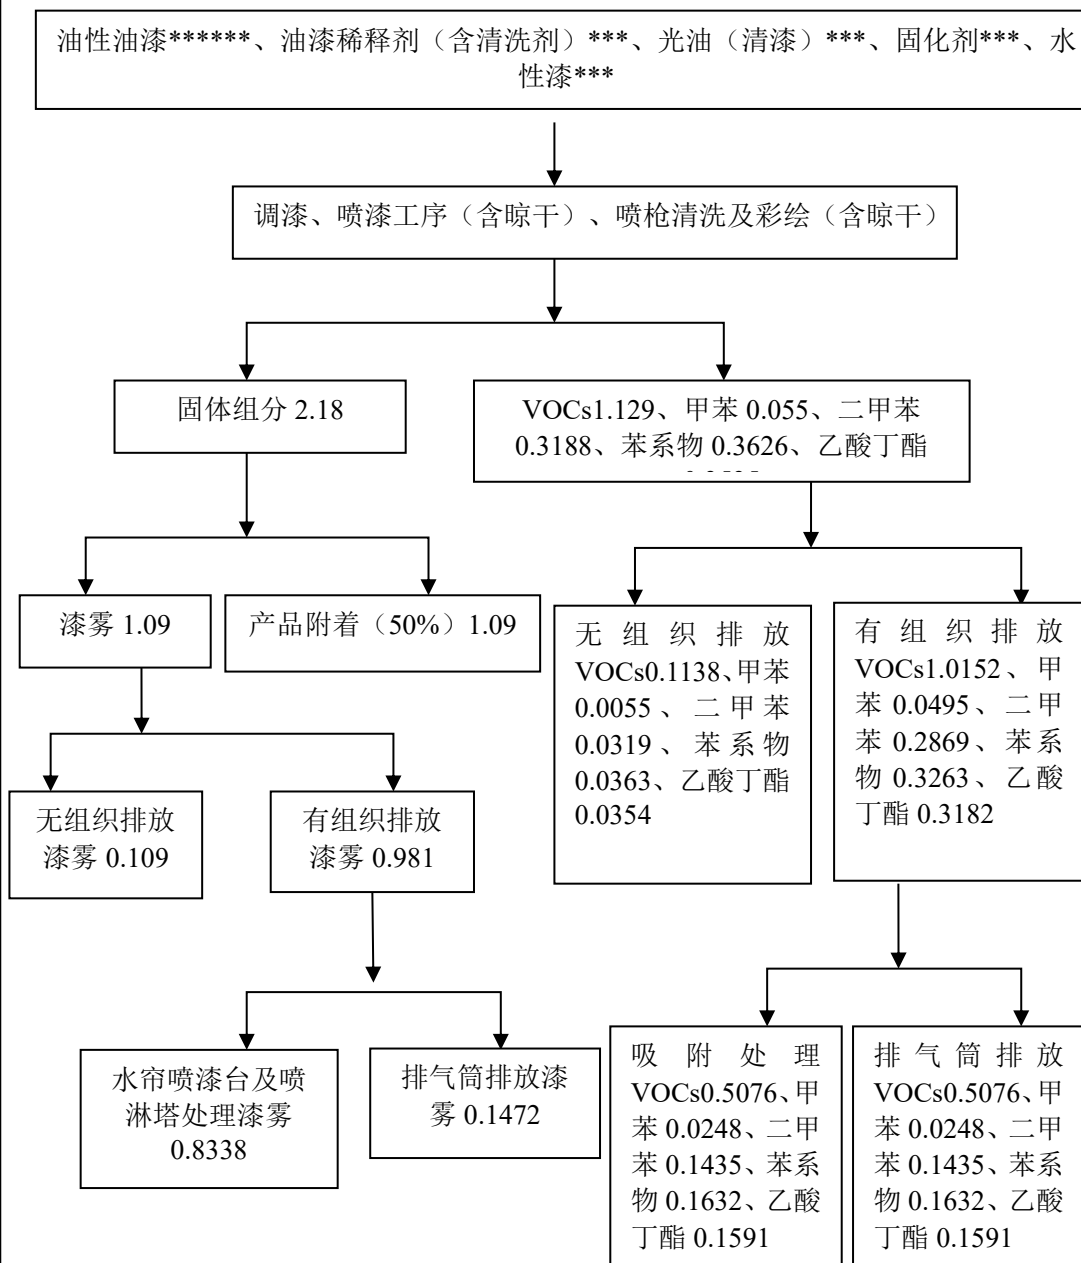 油性油漆******、油漆稀释剂（含清洗剂）***、光油（清漆）***、固化剂***、水
性漆***
调漆、喷漆工序（含晾干）、喷枪清洗及彩绘（含晾干）
固体组分 2.18
VOCs1.129、甲苯 0.055、二甲苯
0.3188、苯系物 0.3626、乙酸丁酯
漆雾 1.09
产品附着（50%）1.09
无组织排放
VOCs0.1138、甲苯
0.0055、二甲苯
0.0319、苯系物
0.0363、乙酸丁酯
0.0354
有组织排放
VOCs1.0152、甲
苯 0.0495、二甲
苯 0.2869、苯系
物 0.3263、乙酸
丁酯 0.3182
无组织排放
漆雾 0.109
有组织排放
漆雾 0.981
水帘喷漆台及喷
淋塔处理漆雾
0.8338
排气筒排放漆
雾 0.1472
吸附处理
VOCs0.5076、甲
苯 0.0248、二甲
苯 0.1435、苯系
物 0.1632、乙酸
丁酯 0.1591
排气筒排放
VOCs0.5076、甲
苯 0.0248、二甲
苯 0.1435、苯系
物 0.1632、乙酸
丁酯 0.1591